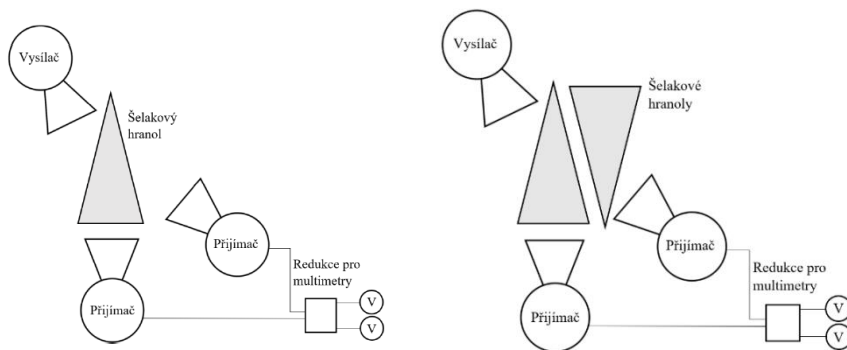 Vysílač
Šelakový
hranol
Přijímač
Redukce pro
multimetry
Přijímač
V
V
Vysílač
Šelakové
hranoly
Přijímač
Redukce pro
multimetry
Přijímač
V
V